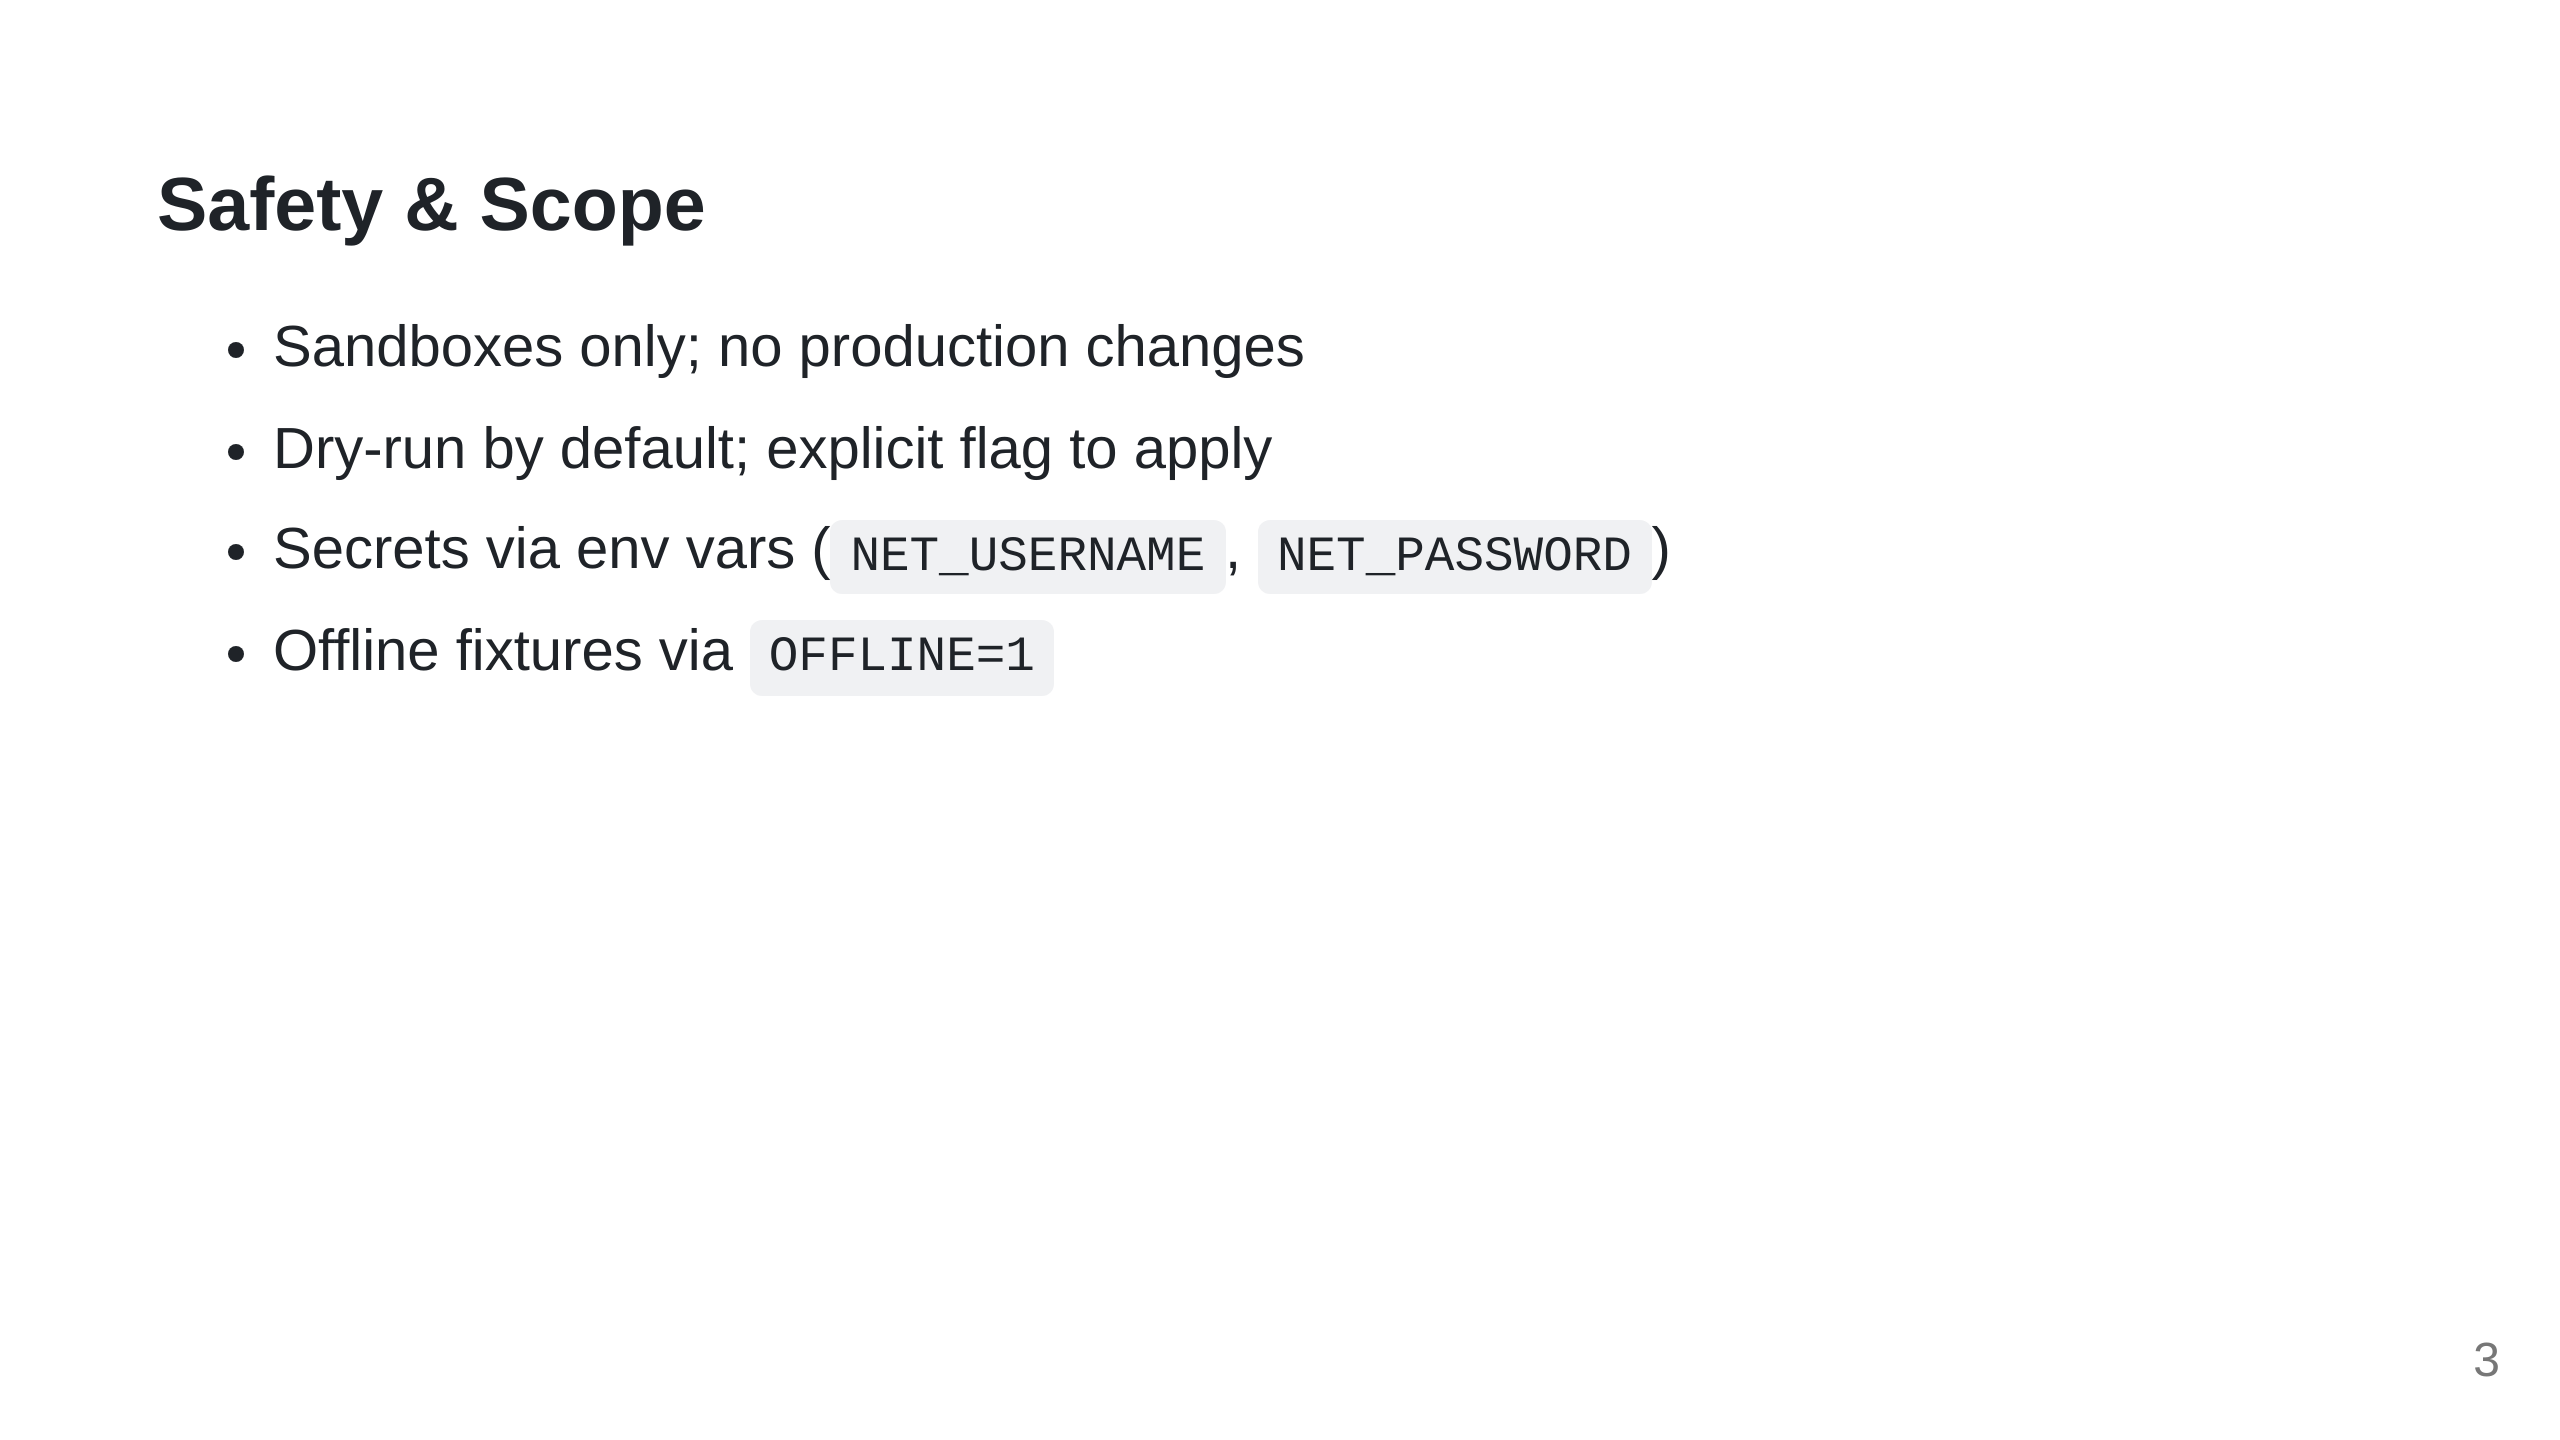 Safety & Scope
• Sandboxes only; no production changes
• Dry-run by default; explicit flag to apply
• Secrets via env vars (NET_USERNAME, NET_PASSWORD)
• Offline fixtures via OFFLINE=1
3